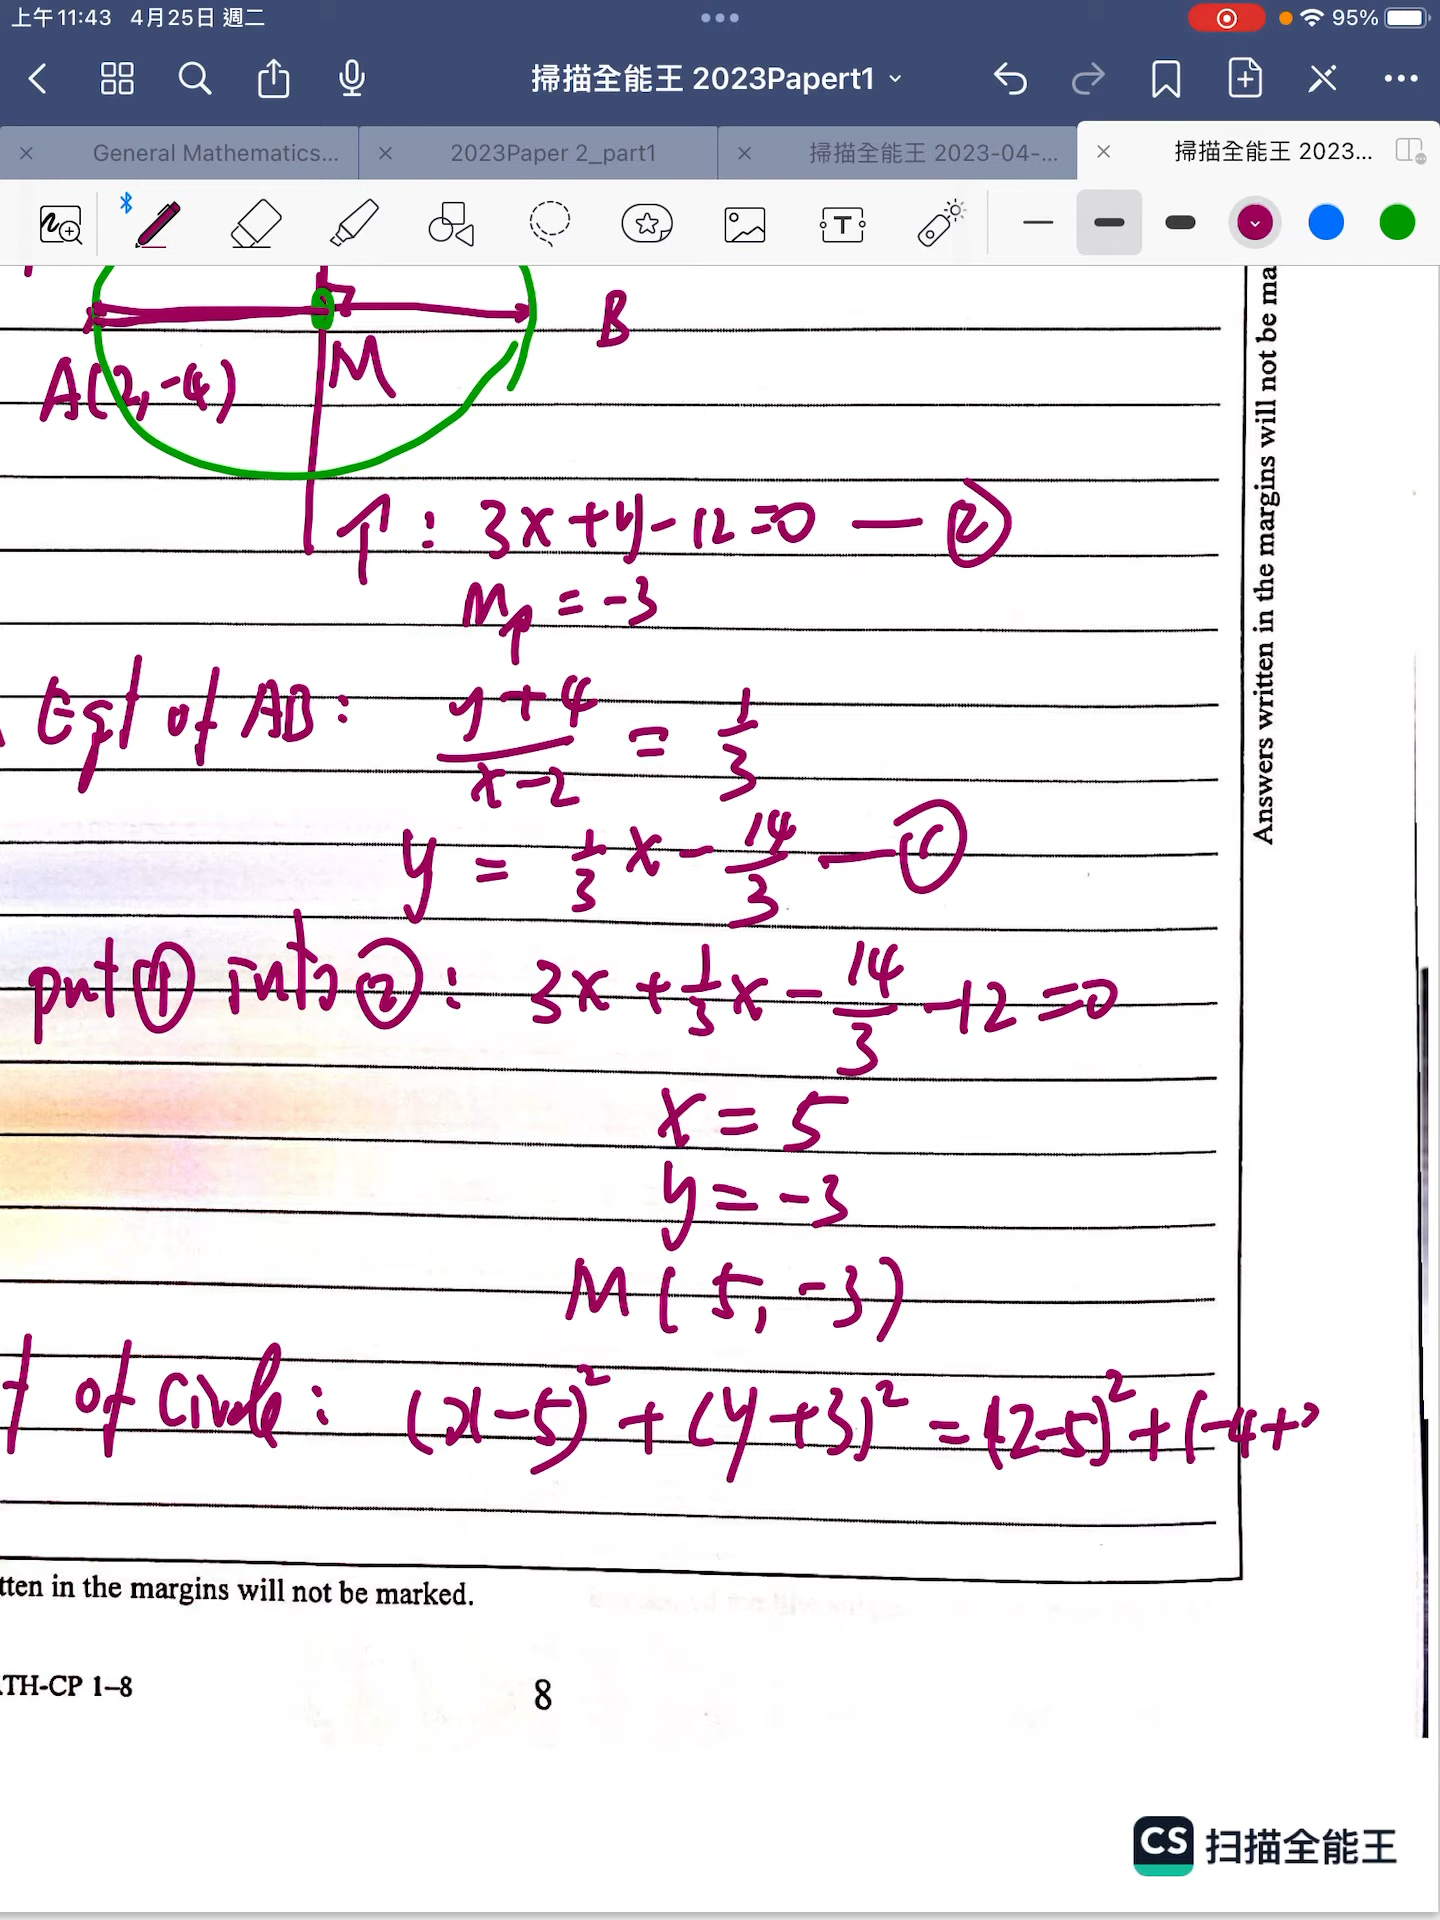 上午11:43 4月25日 週二
95%
掃描全能王 2023Papert1
General Mathematics...
2023Paper 2_part1
掃描全能王 2023-04-...
掃描全能王 2023...
B
M
A(2,-4)
Γ: 3x+y-12=0 — ②
MΓ = -3
Eqt of AB: (y+4)/(x-2) = 1/3
y = 1/3 x - 14/3 — ①
put ① into ②: 3x + 1/3 x - 14/3 - 12 = 0
x = 5
y = -3
M(5,-3)
of Circle: (x-5)² + (y+3)² = (2-5)² + (-4+
Answers written in the margins will not be ma
tten in the margins will not be marked.
TH-CP 1–8
8
CS 扫描全能王